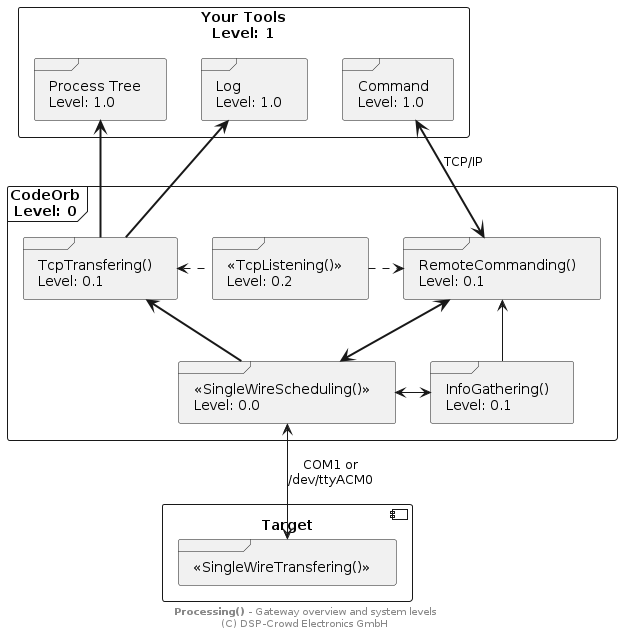 Your Tools
Level: 1
Process Tree
Level: 1.0
Log
Level: 1.0
Command
Level: 1.0
TCP/IP
CodeOrb
Level: 0
TcpTransfering()
Level: 0.1
«TcpListening()»
Level: 0.2
RemoteCommanding()
Level: 0.1
«SingleWireScheduling()»
Level: 0.0
InfoGathering()
Level: 0.1
COM1 or
/dev/ttyACM0
Target
«SingleWireTransfering()»
Processing() - Gateway overview and system levels
(C) DSP-Crowd Electronics GmbH